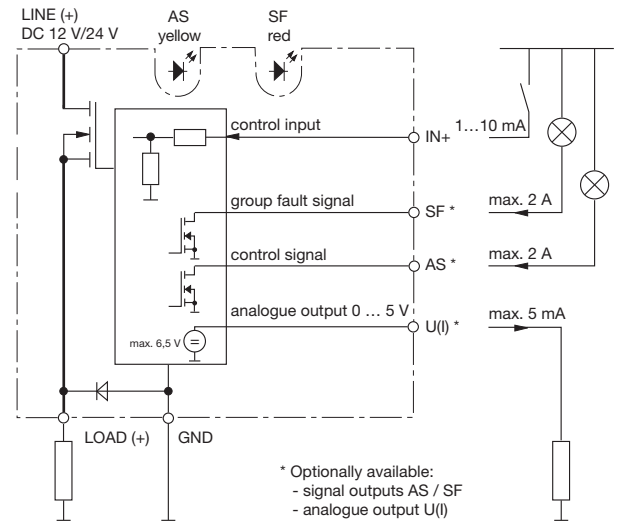 LINE (+)
DC 12 V/24 V
AS
yellow
SF
red
control input
IN+
1…10 mA
group fault signal
SF *
max. 2 A
control signal
AS *
max. 2 A
analogue output 0 … 5 V
U(I) *
max. 5 mA
max. 6,5 V
LOAD (+)
GND
* Optionally available:
- signal outputs AS / SF
- analogue output U(I)